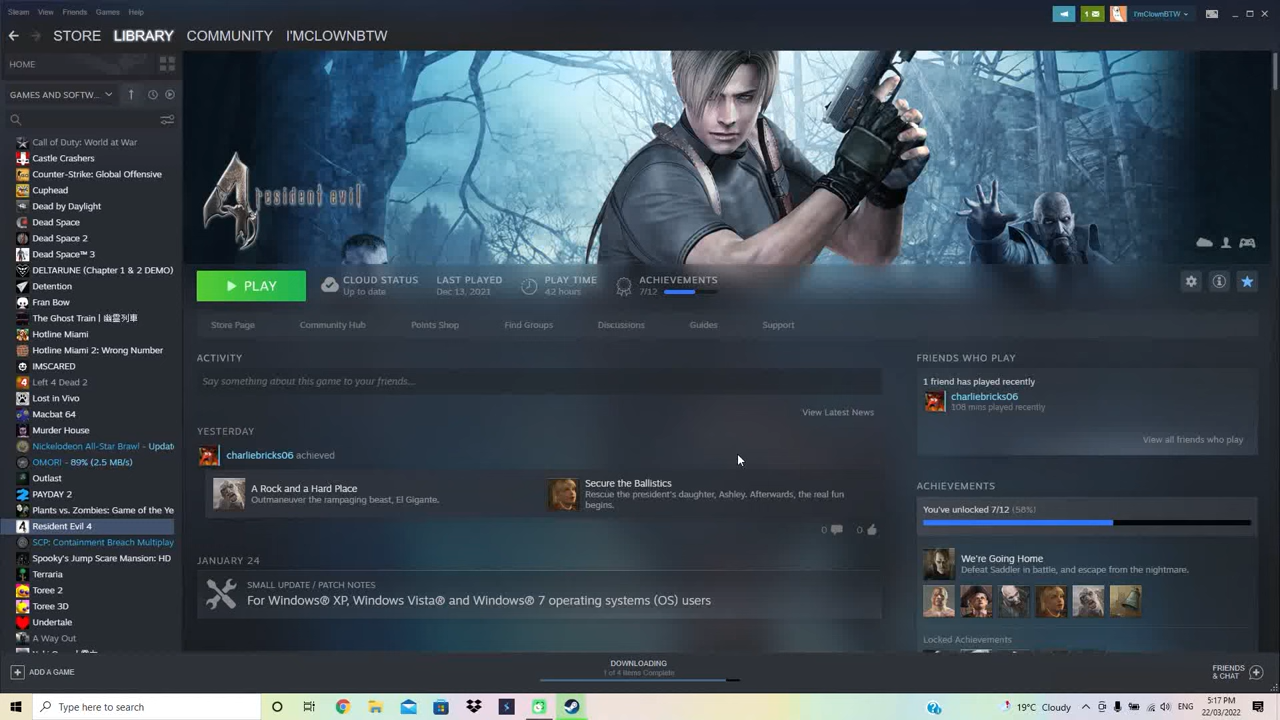 Steam View Friends Games Help
1
I'mClownBTW
STORE LIBRARY COMMUNITY I'MCLOWNBTW
HOME
GAMES AND SOFTW...
Call of Duty: World at War
Castle Crashers
Counter-Strike: Global Offensive
Cuphead
Dead by Daylight
Dead Space
Dead Space 2
Dead Space™ 3
DELTARUNE (Chapter 1 & 2 DEMO)
Detention
Fran Bow
The Ghost Train | 幽霊列車
Hotline Miami
Hotline Miami 2: Wrong Number
IMSCARED
Left 4 Dead 2
Lost in Vivo
Macbat 64
Murder House
Nickelodeon All-Star Brawl - Updat
OMORI - 89% (2.5 MB/s)
Outlast
PAYDAY 2
Plants vs. Zombies: Game of the Ye
Resident Evil 4
SCP: Containment Breach Multiplay
Spooky's Jump Scare Mansion: HD
Terraria
Toree 2
Toree 3D
Undertale
A Way Out
ADD A GAME
4 resident evil
PLAY
CLOUD STATUS
Up to date
LAST PLAYED
Dec 13, 2021
PLAY TIME
42 hours
ACHIEVEMENTS
7/12
Store Page Community Hub Points Shop Find Groups Discussions Guides Support
ACTIVITY
Say something about this game to your friends...
View Latest News
YESTERDAY
charliebricks06 achieved
A Rock and a Hard Place
Outmaneuver the rampaging beast, El Gigante.
Secure the Ballistics
Rescue the president's daughter, Ashley. Afterwards, the real fun
begins.
0 0
JANUARY 24
SMALL UPDATE / PATCH NOTES
For Windows® XP, Windows Vista® and Windows® 7 operating systems (OS) users
FRIENDS WHO PLAY
1 friend has played recently
charliebricks06
108 mins played recently
View all friends who play
ACHIEVEMENTS
You've unlocked 7/12 (58%)
We're Going Home
Defeat Saddler in battle, and escape from the nightmare.
Locked Achievements
DOWNLOADING
1 of 4 Items Complete
FRIENDS
& CHAT
Type here to search
19°C Cloudy
ENG
5:17 PM
22/03/2022